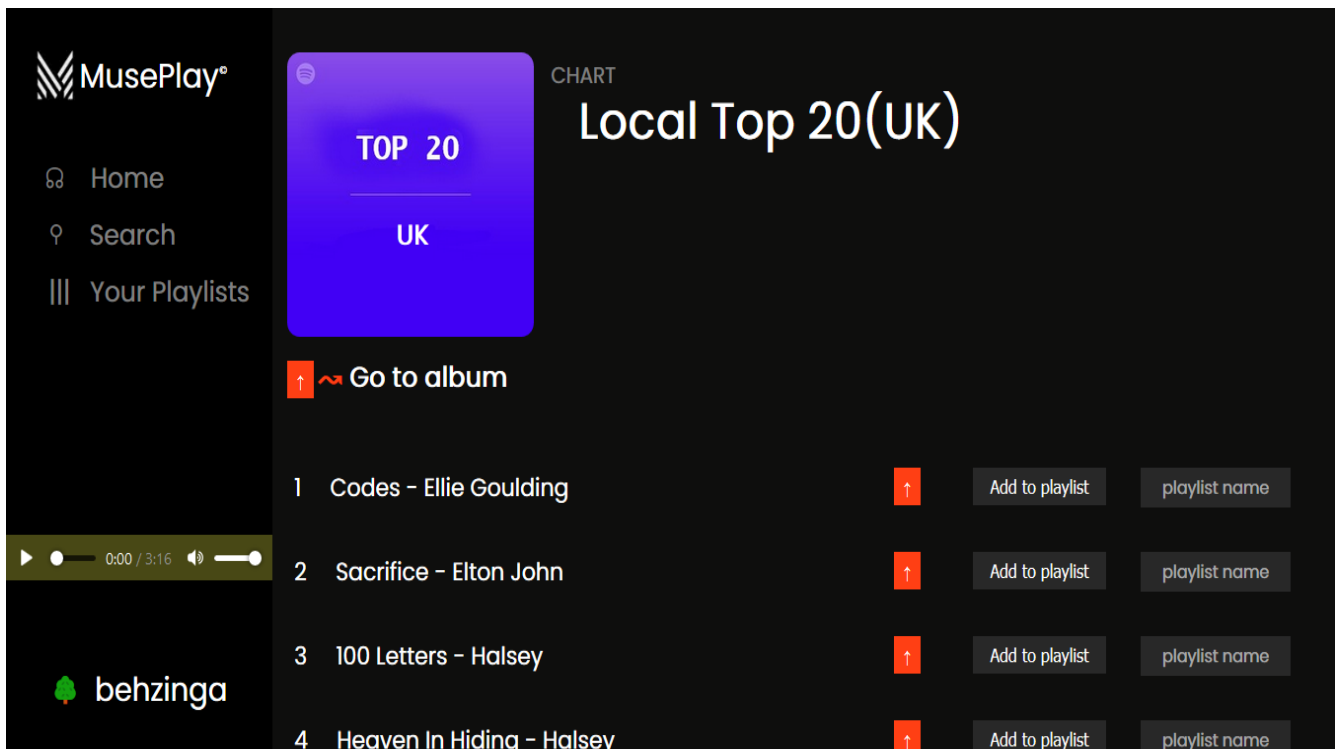 MusePlay©
Home
Search
Your Playlists
0:00 / 3:16
behzinga
TOP 20
UK
CHART
Local Top 20(UK)
↑ ↝ Go to album
1 Codes - Ellie Goulding ↑ Add to playlist playlist name
2 Sacrifice - Elton John ↑ Add to playlist playlist name
3 100 Letters - Halsey ↑ Add to playlist playlist name
4 Heaven In Hiding - Halsey ↑ Add to playlist playlist name